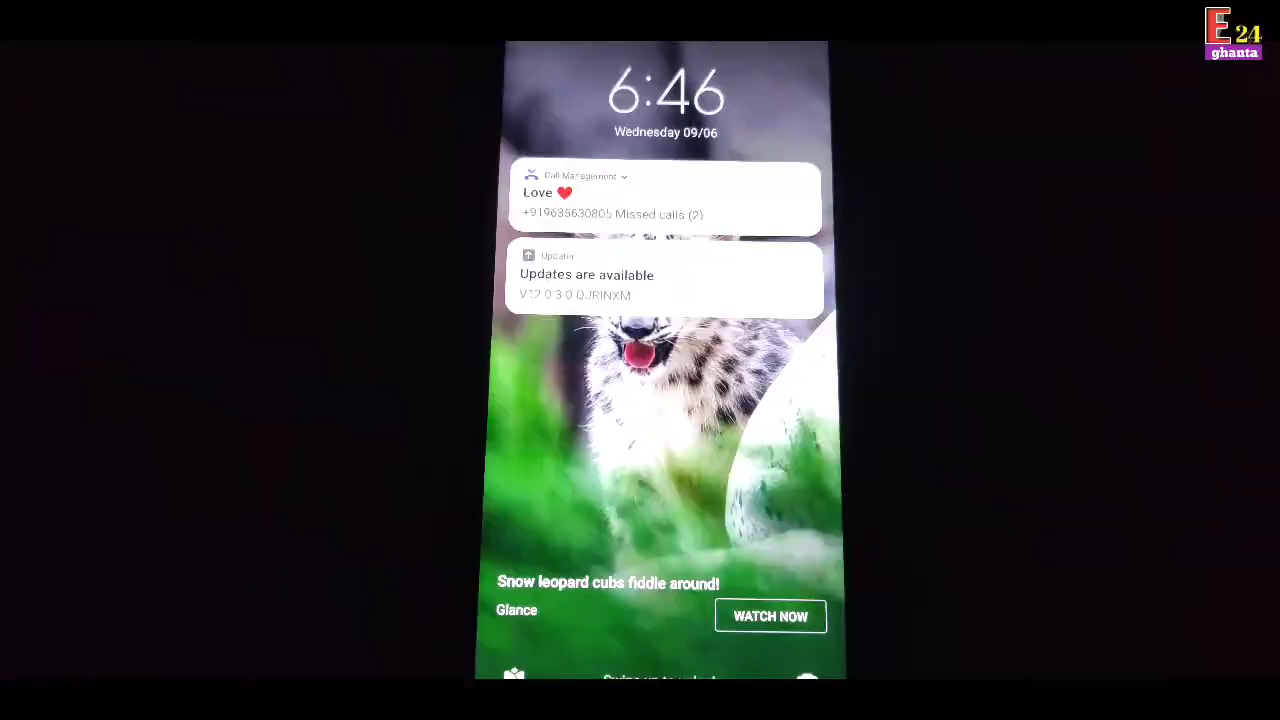 E 24
ghanta
6:46
Wednesday 09/06
Call Management
Love ❤
+919635630805 Missed calls (2)
Updater
Updates are available
V12.0.3.0.QJRINXM
Snow leopard cubs fiddle around!
Glance
WATCH NOW